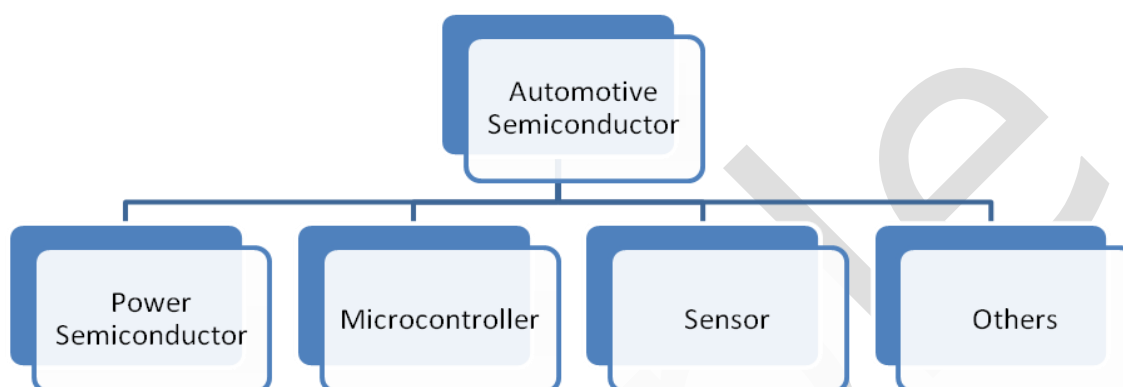 Automotive
Semiconductor
Power
Semiconductor
Microcontroller
Sensor
Others